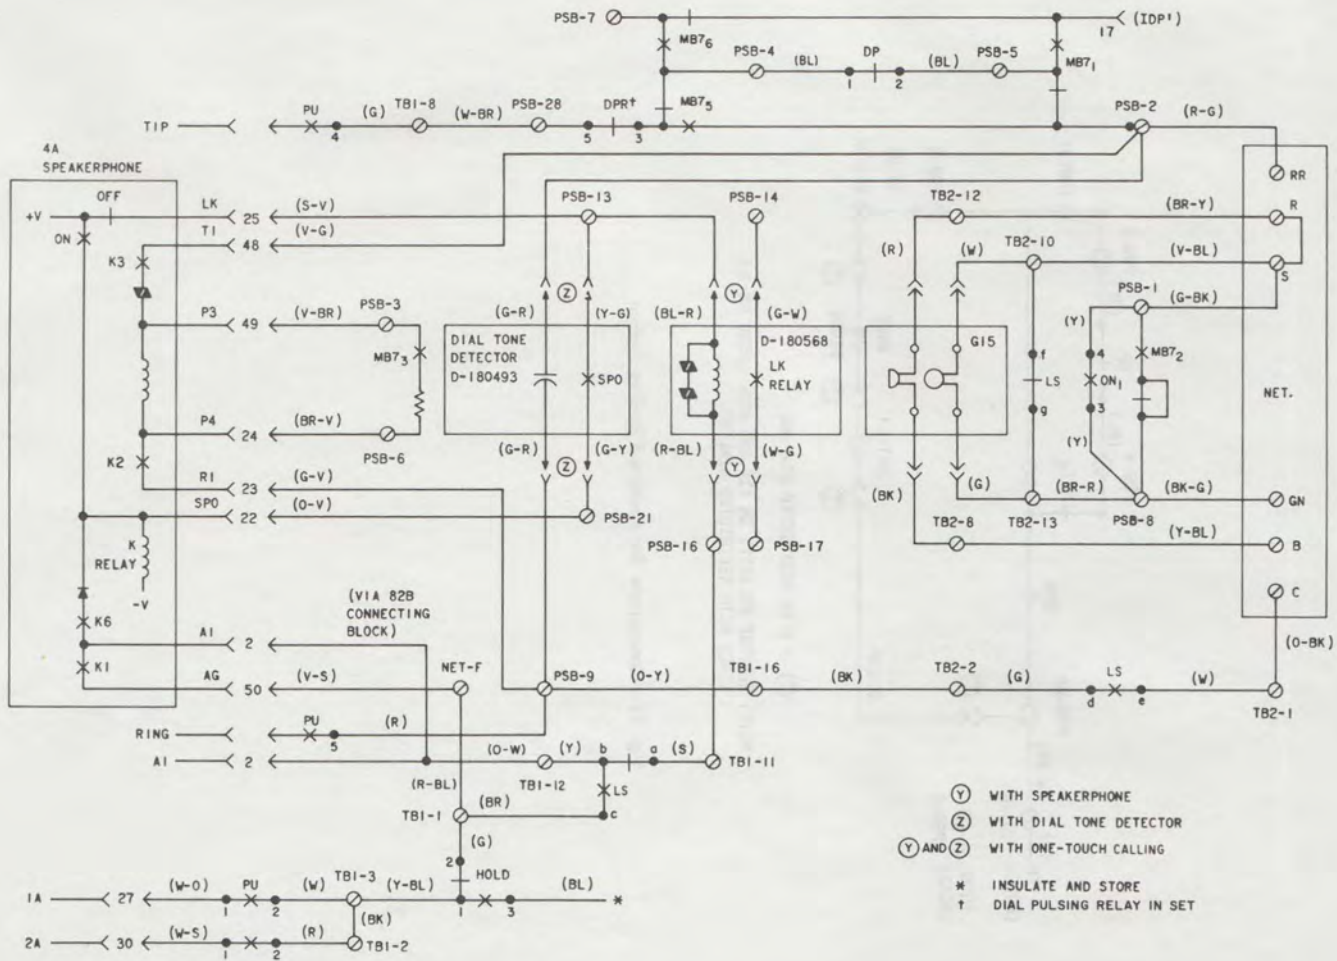 PSB-7
17 (IDP')
MB7₆
PSB-4 (BL) DP (BL) PSB-5
1 2
MB7₁
MB7₅
TIP PU (G) TB1-8 (W-BR) PSB-28 DPR† PSB-2 (R-G)
4 5 3
4A
SPEAKERPHONE
OFF
+V
ON
LK 25 (S-V) PSB-13 PSB-14 TB2-12 (BR-Y) R
RR
T1 48 (V-G)
(R) (W) TB2-10 (V-BL) S
K3
PSB-1 (G-BK)
P3 49 (V-BR) PSB-3
Z Y
(G-R) (Y-G) (BL-R) (G-W)
MB7₃
DIAL TONE
DETECTOR
D-180493
SPO
D-180568
LK
RELAY
G15
f LS g
(Y) 4 ON₁ 3 (Y)
MB7₂
NET.
P4 24 (BR-V) PSB-6
K2
(G-R) Z (G-Y) (R-BL) Y (W-G)
R1 23 (G-V)
(BK) (G) (BR-R) (BK-G) GN
SPO 22 (O-V) PSB-21
TB2-8 TB2-13 PSB-8
K
RELAY
-V
PSB-16 PSB-17
(Y-BL) B
C
K6
(VIA 82B
CONNECTING
BLOCK)
A1 2
K1
(O-BK)
AG 50 (V-S) NET-F PSB-9 (O-Y) TB1-16 (BK) TB2-2 (G) LS (W)
d e TB2-1
RING PU (R)
5
A1 2 (O-W) (Y) b a (S)
TB1-12 TB1-11
(R-BL)
LS
TB1-1 (BR) c
(G)
2 HOLD
1A 27 (W-O) PU (W) TB1-3 (Y-BL) (BL) *
1 2 1 3
(BK)
2A 30 (W-S) (R) TB1-2
1 2
Y WITH SPEAKERPHONE
Z WITH DIAL TONE DETECTOR
Y AND Z WITH ONE-TOUCH CALLING
* INSULATE AND STORE
† DIAL PULSING RELAY IN SET